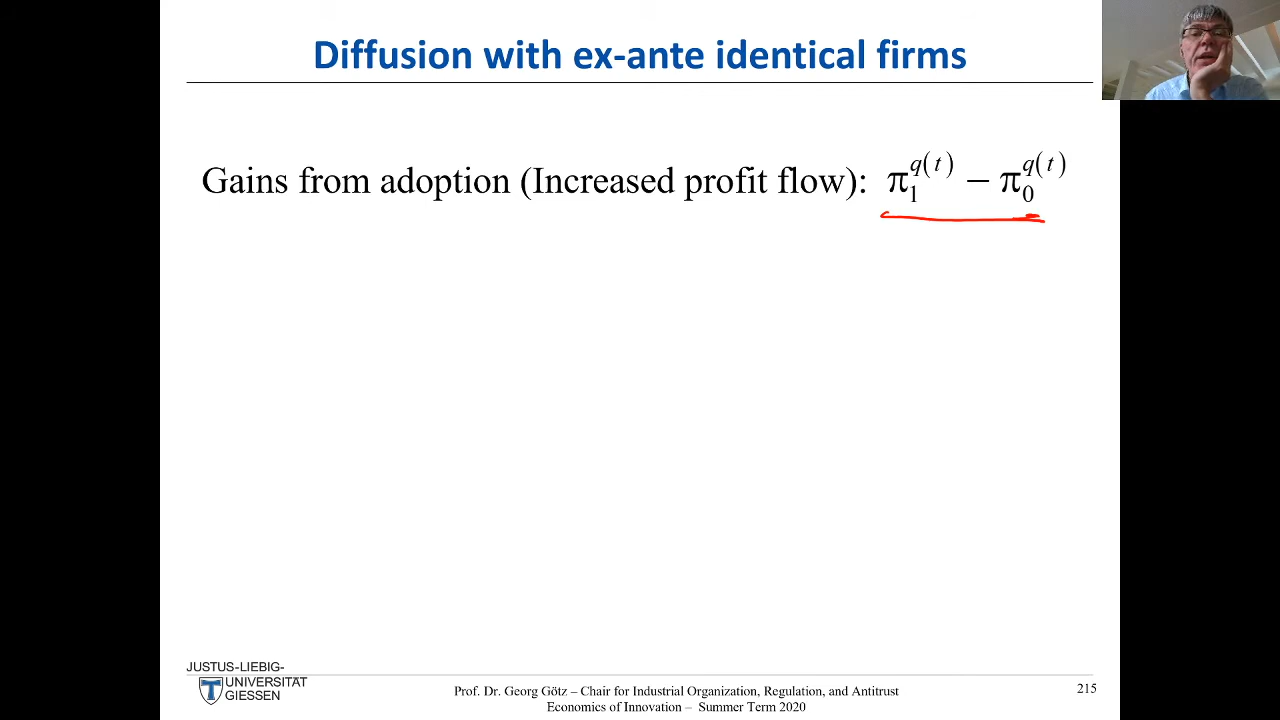 Diffusion with ex-ante identical firms
Gains from adoption (Increased profit flow): π₁^{q(t)} − π₀^{q(t)}
JUSTUS-LIEBIG-
UNIVERSITÄT
GIESSEN
Prof. Dr. Georg Götz – Chair for Industrial Organization, Regulation, and Antitrust
Economics of Innovation – Summer Term 2020
215